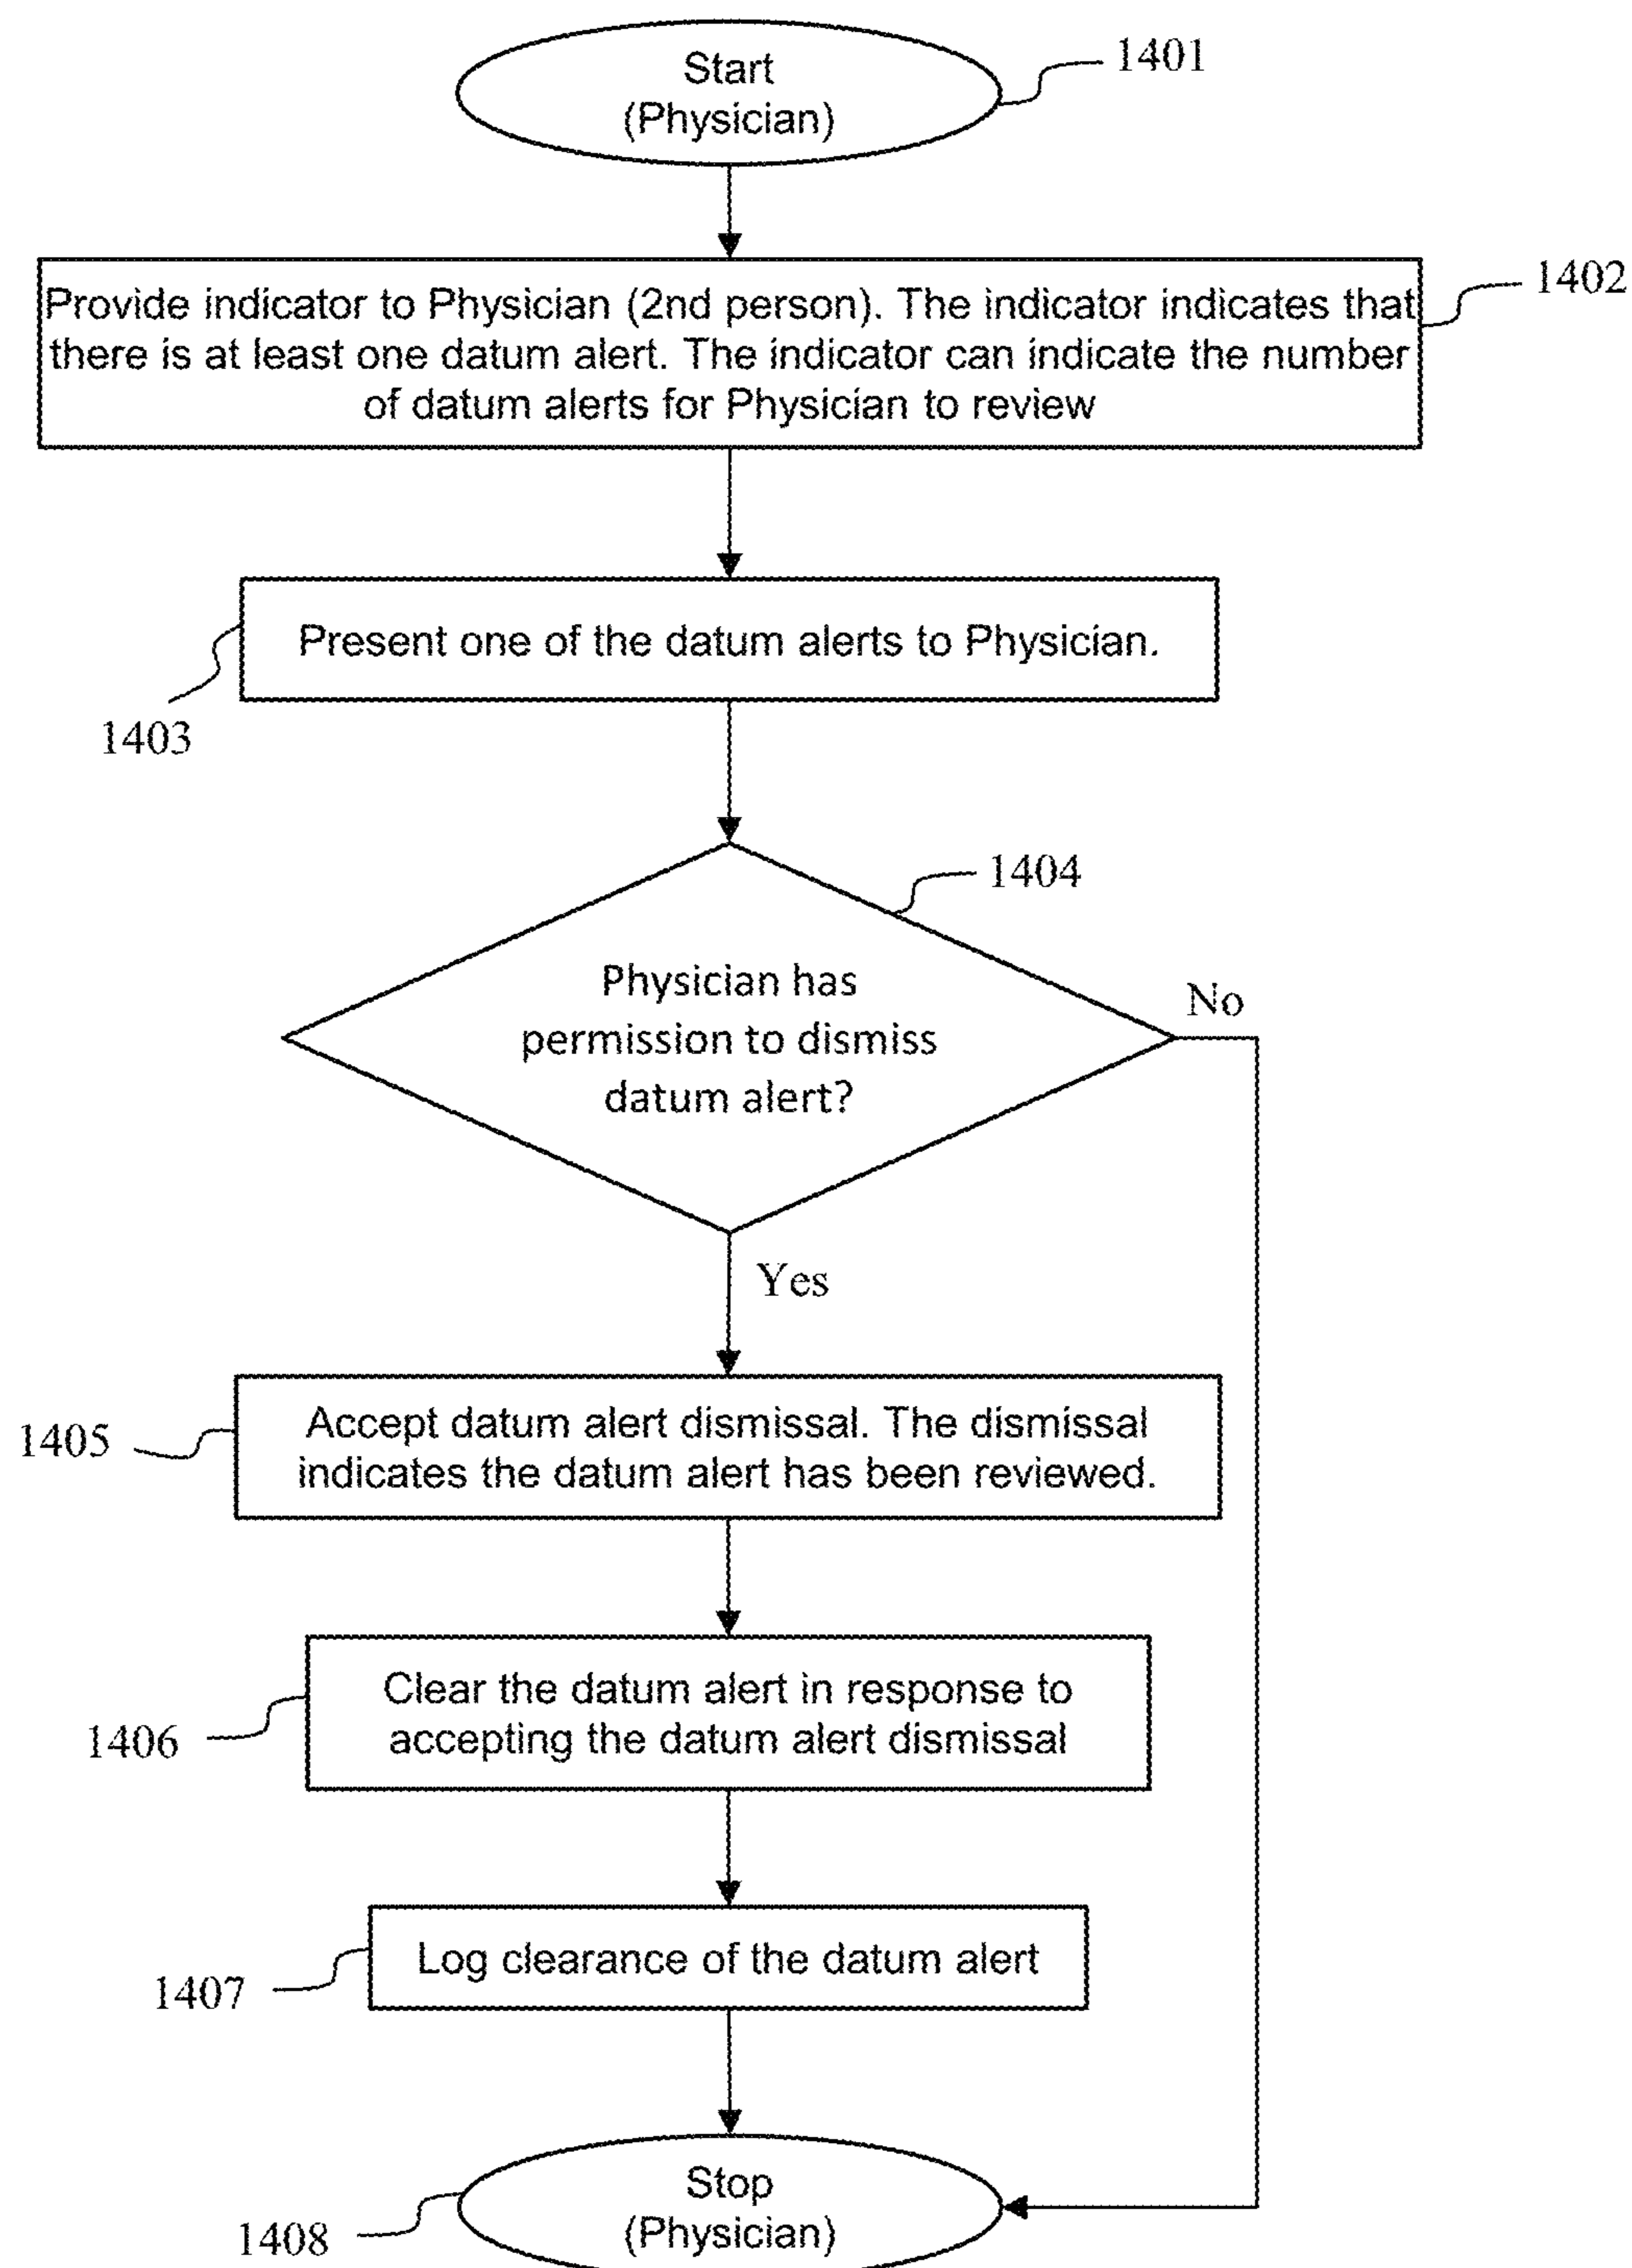 Start
(Physician)
1401
Provide indicator to Physician (2nd person). The indicator indicates that
there is at least one datum alert. The indicator can indicate the number
of datum alerts for Physician to review
1402
Present one of the datum alerts to Physician.
1403
1404
Physician has
permission to dismiss
datum alert?
No
Yes
Accept datum alert dismissal. The dismissal
indicates the datum alert has been reviewed.
1405
Clear the datum alert in response to
accepting the datum alert dismissal
1406
Log clearance of the datum alert
1407
Stop
(Physician)
1408